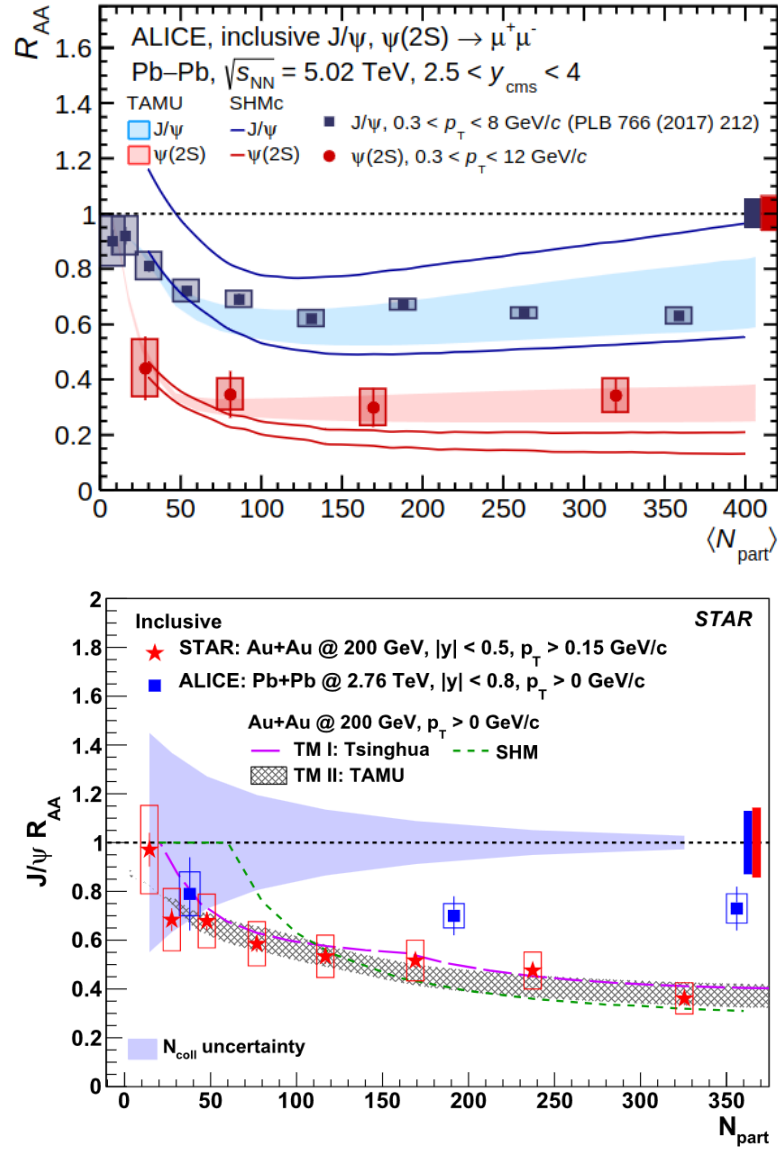 ALICE, inclusive J/ψ, ψ(2S) → μ⁺μ⁻
Pb–Pb, √s_NN = 5.02 TeV, 2.5 < y_cms < 4
TAMU SHMc
J/ψ J/ψ J/ψ, 0.3 < p_T < 8 GeV/c (PLB 766 (2017) 212)
ψ(2S) ψ(2S) ψ(2S), 0.3 < p_T < 12 GeV/c
R_AA
1.6
1.4
1.2
1
0.8
0.6
0.4
0.2
0
0 50 100 150 200 250 300 350 400
⟨N_part⟩
Inclusive STAR
STAR: Au+Au @ 200 GeV, |y| < 0.5, p_T > 0.15 GeV/c
ALICE: Pb+Pb @ 2.76 TeV, |y| < 0.8, p_T > 0 GeV/c
Au+Au @ 200 GeV, p_T > 0 GeV/c
TM I: Tsinghua SHM
TM II: TAMU
J/ψ R_AA
2
1.8
1.6
1.4
1.2
1
0.8
0.6
0.4
0.2
0
N_coll uncertainty
0 50 100 150 200 250 300 350
N_part